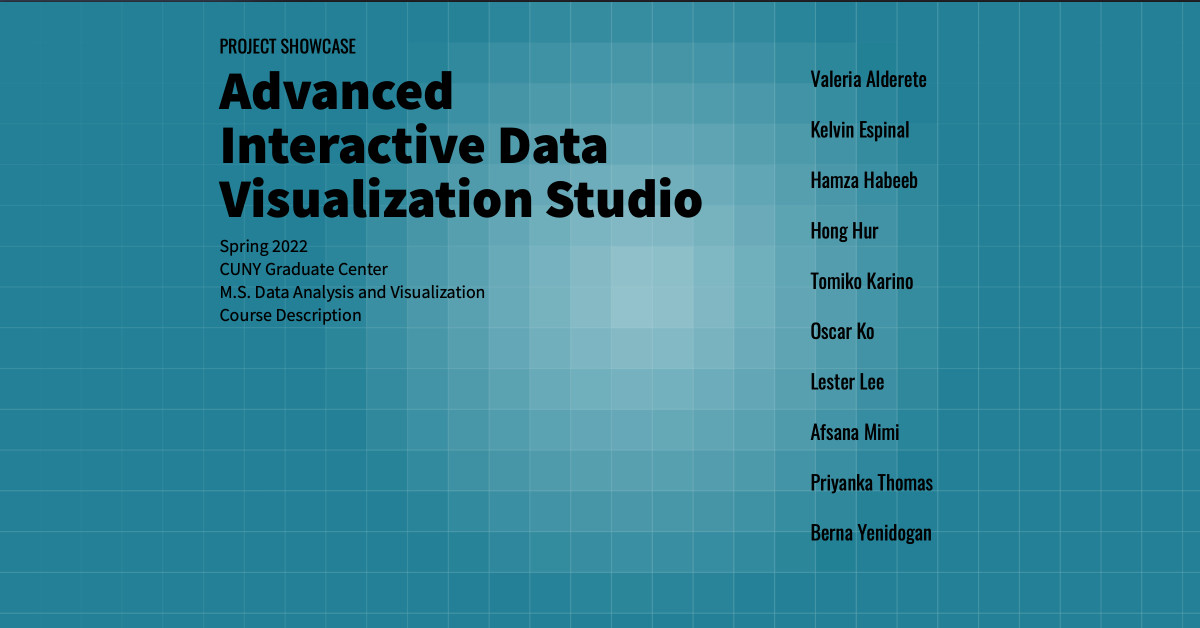 PROJECT SHOWCASE
Advanced
Interactive Data
Visualization Studio
Spring 2022
CUNY Graduate Center
M.S. Data Analysis and Visualization
Course Description
Valeria Alderete
Kelvin Espinal
Hamza Habeeb
Hong Hur
Tomiko Karino
Oscar Ko
Lester Lee
Afsana Mimi
Priyanka Thomas
Berna Yenidogan